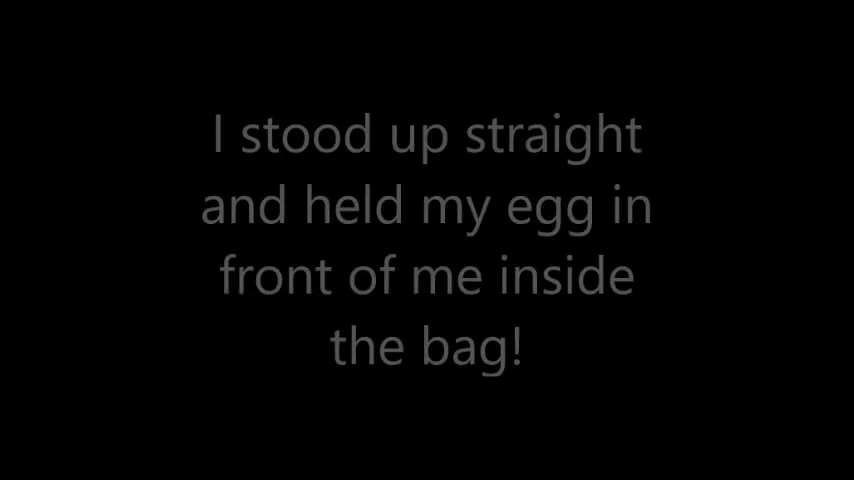 I stood up straight
and held my egg in
front of me inside
the bag!